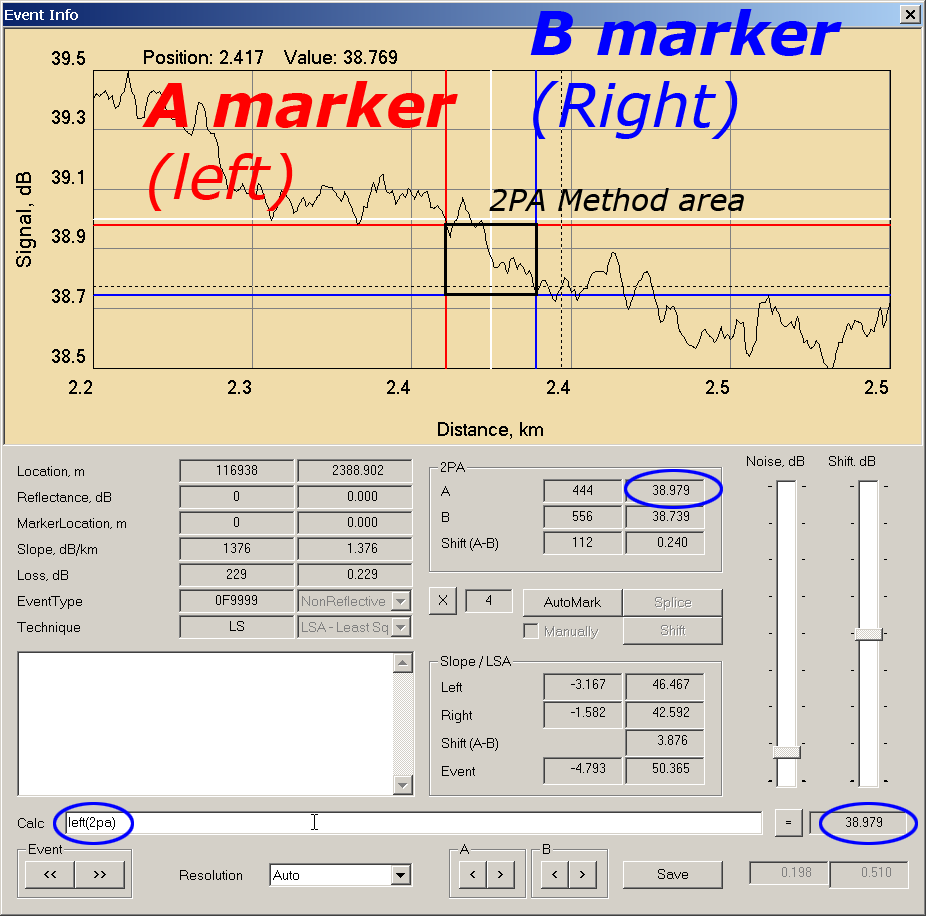 Event Info
B marker
(Right)
Position: 2.417 Value: 38.769
A marker
(left)
2PA Method area
Signal, dB
39.5
39.3
39.1
38.9
38.7
38.5
2.2 2.3 2.4 2.4 2.5 2.5
Distance, km
Location, m 116938 2388.902
Reflectance, dB 0 0.000
MarkerLocation, m 0 0.000
Slope, dB/km 1376 1.376
Loss, dB 229 0.229
EventType 0F9999 NonReflective
Technique LS LSA - Least Sq
2PA
A 444 38.979
B 556 38.739
Shift (A-B) 112 0.240
X 4 AutoMark Splice
Manually Shift
Slope / LSA
Left -3.167 46.467
Right -1.582 42.592
Shift (A-B) 3.876
Event -4.793 50.365
Noise, dB Shift. dB
Calc left(2pa) = 38.979
Event
<< >>
Resolution Auto
A
< >
B
< >
Save
0.198 0.510